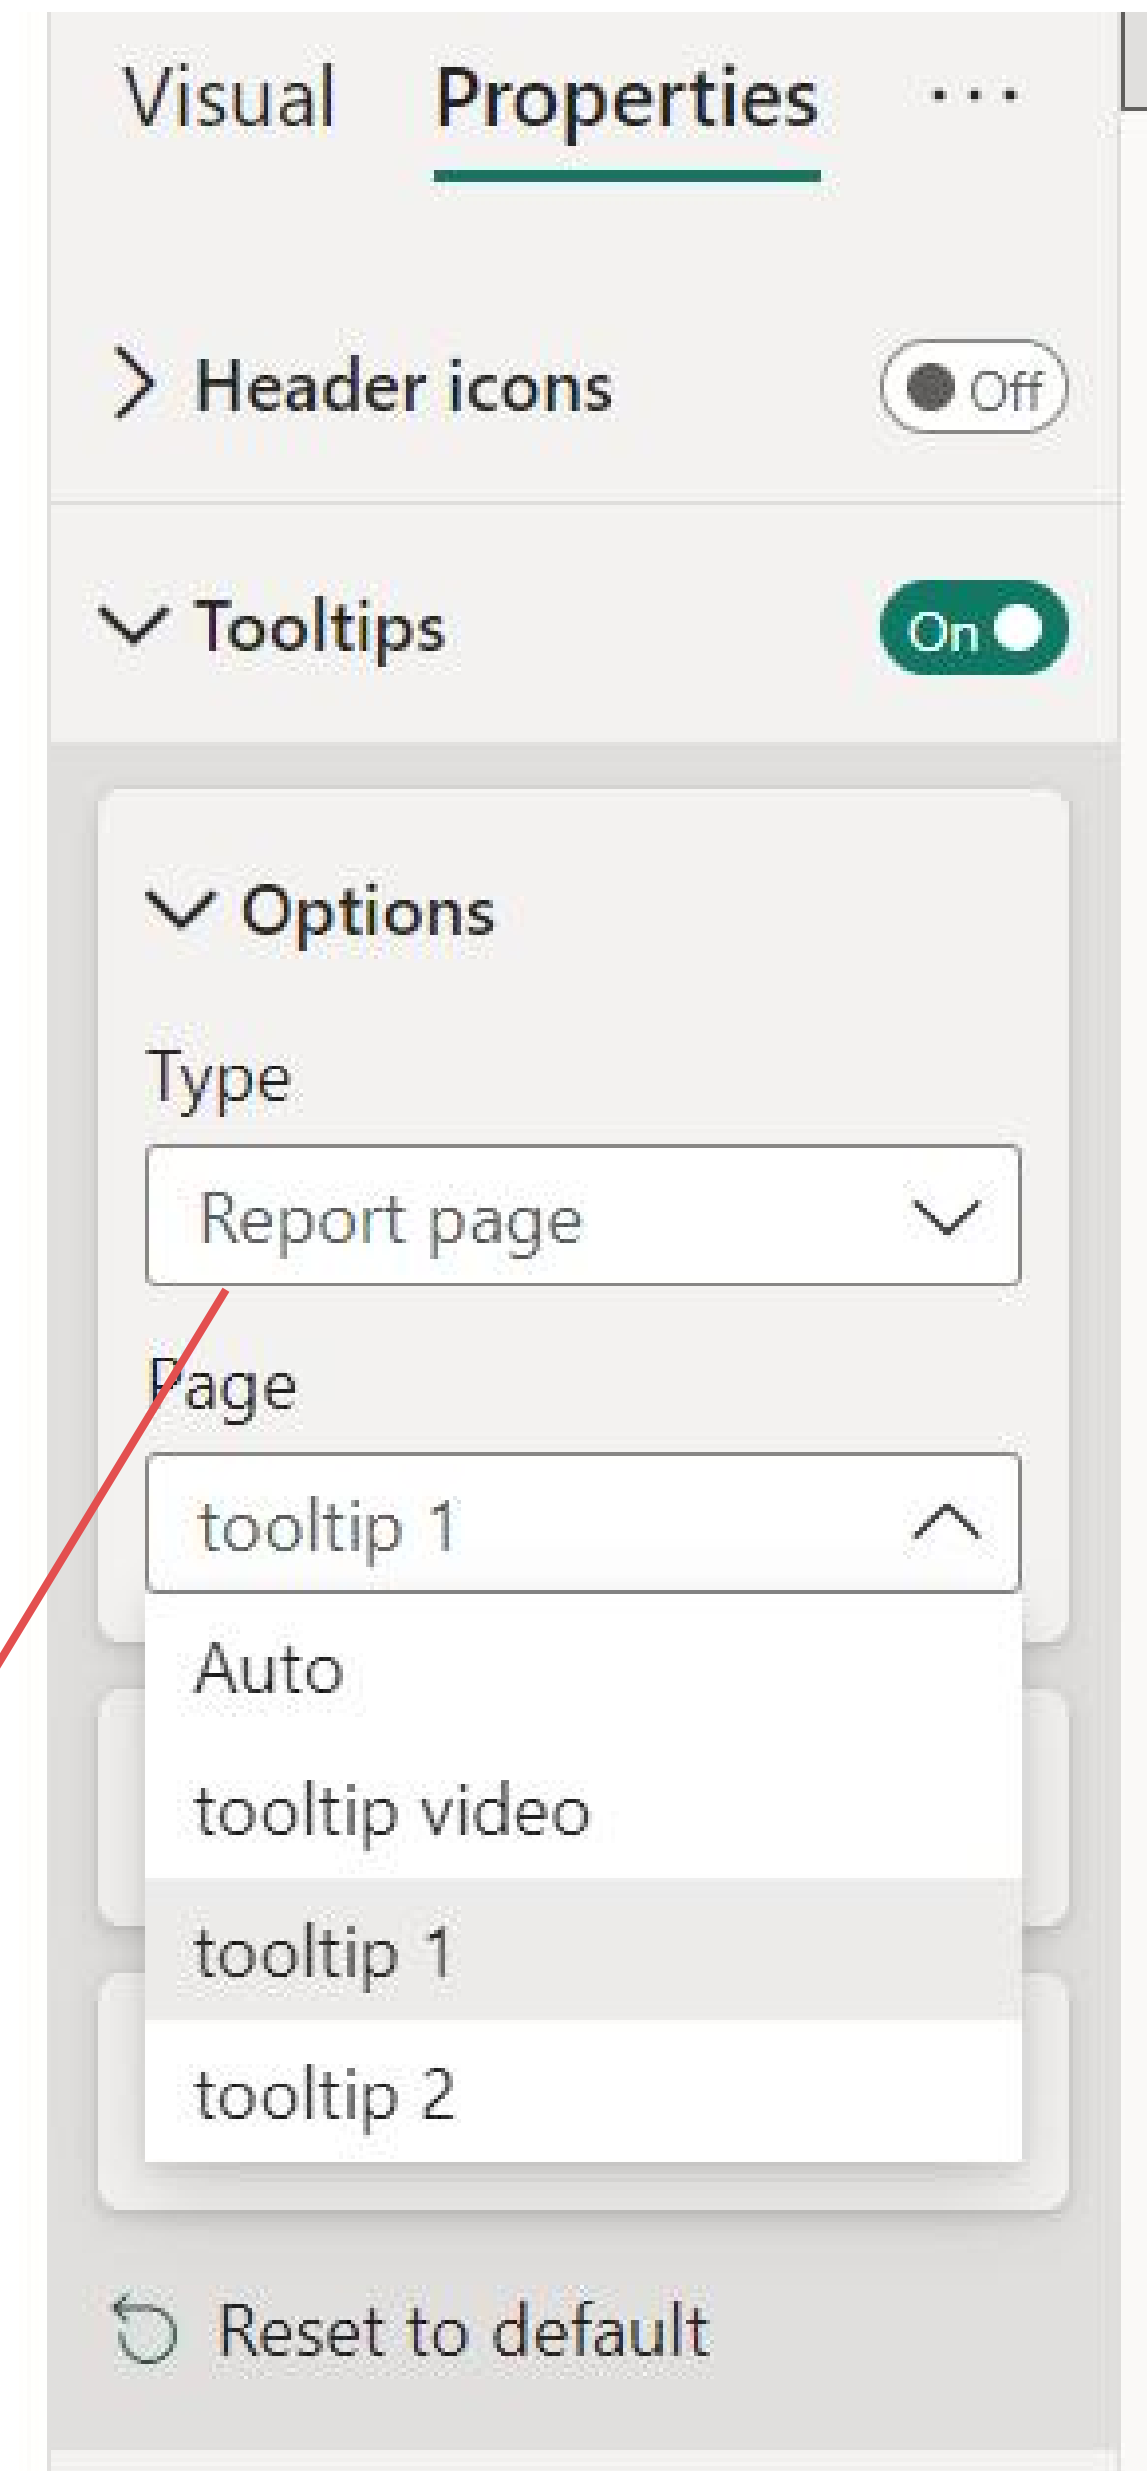 Visual Properties ...
Header icons Off
Tooltips On
Options
Type
Report page
Page
tooltip 1
Auto
tooltip video
tooltip 1
tooltip 2
Reset to default